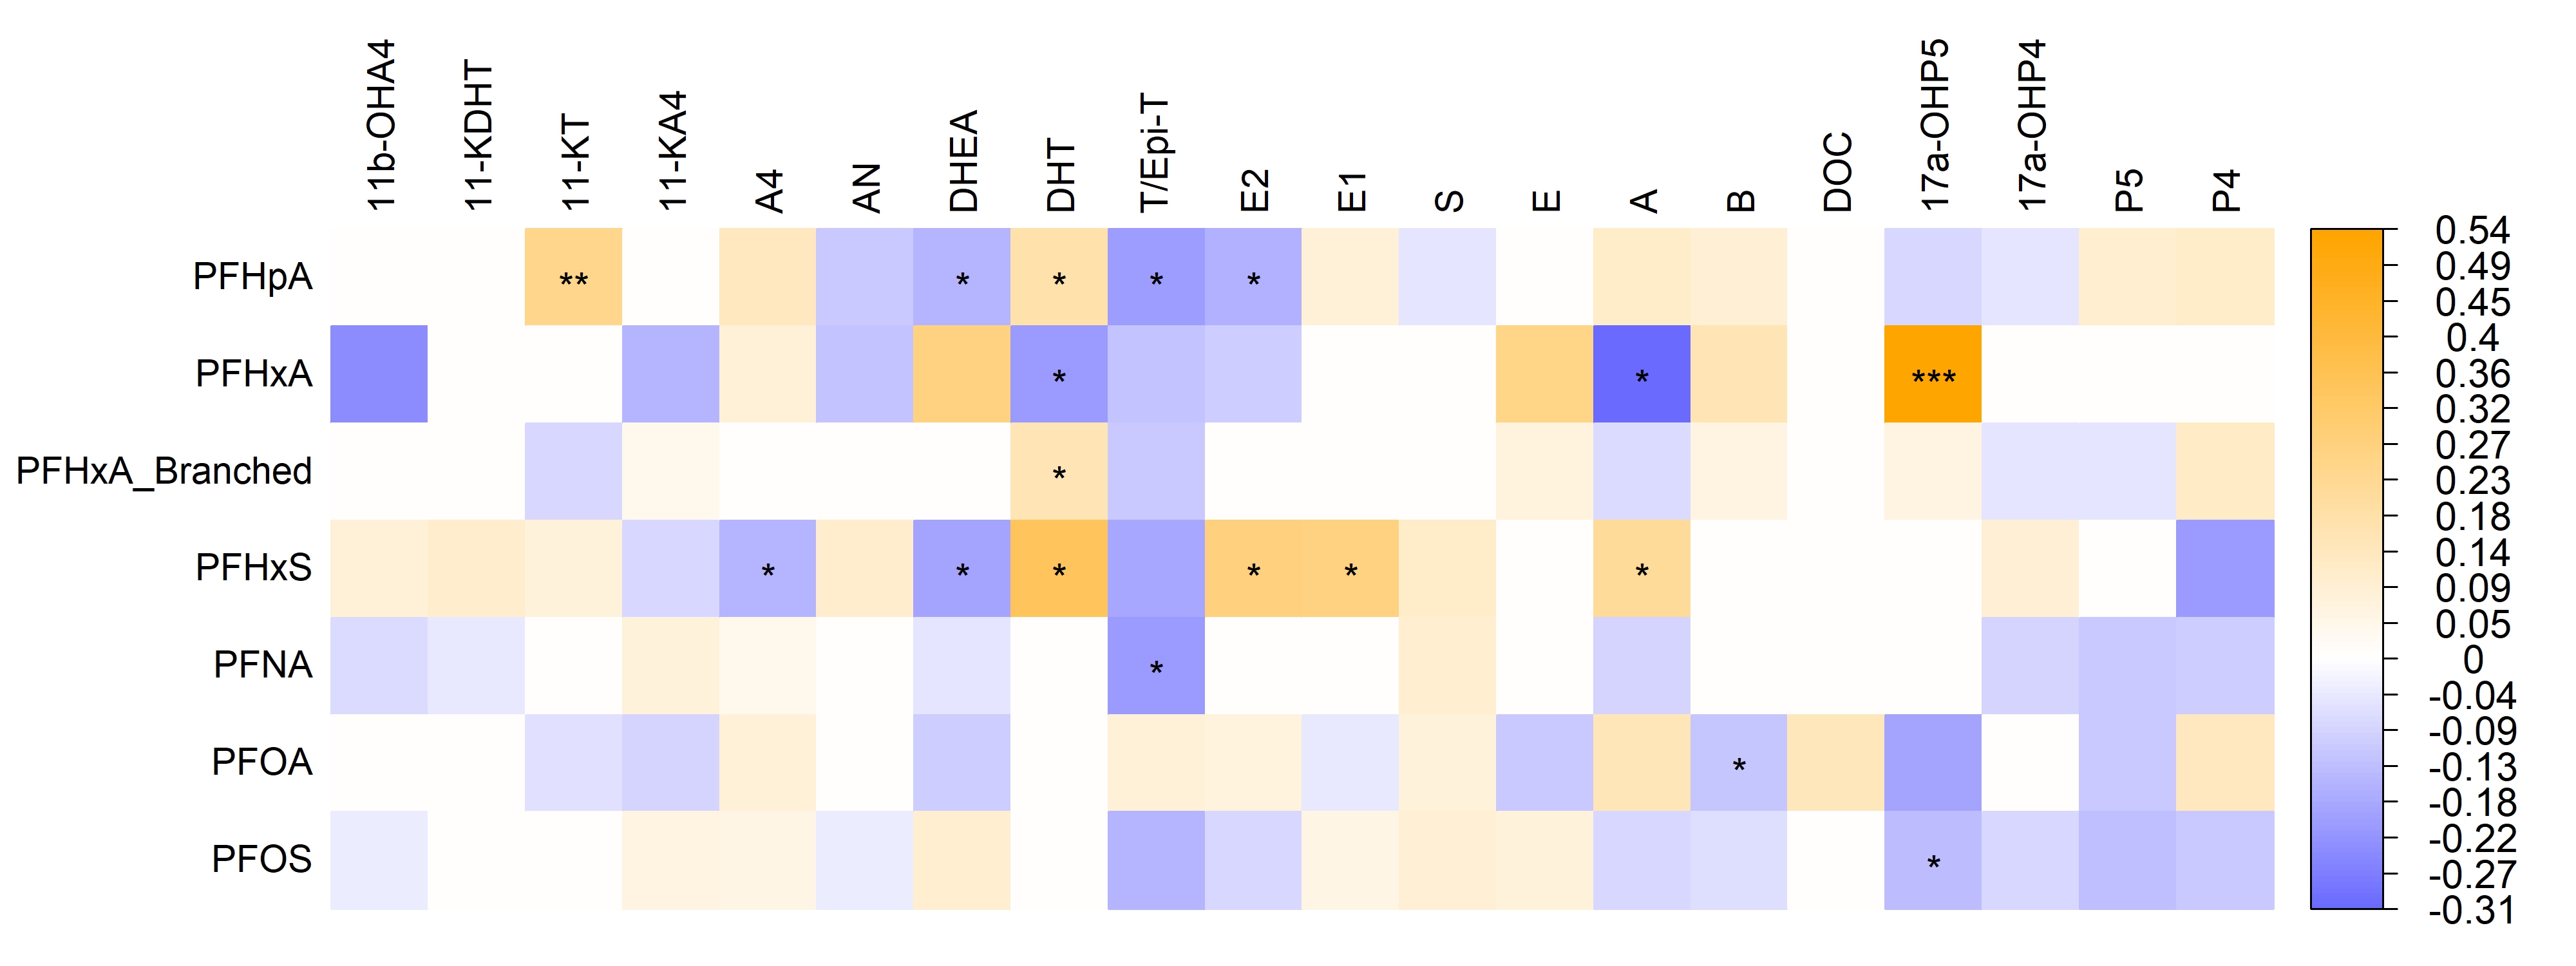 11b-OHA4 11-KDHT 11-KT 11-KA4 A4 AN DHEA DHT T/Epi-T E2 E1 S E A B DOC 17a-OHP5 17a-OHP4 P5 P4
PFHpA ** * * * *
PFHxA * * ***
PFHxA_Branched *
PFHxS * * * * * *
PFNA *
PFOA *
PFOS *
0.54
0.49
0.45
0.4
0.36
0.32
0.27
0.23
0.18
0.14
0.09
0.05
0
-0.04
-0.09
-0.13
-0.18
-0.22
-0.27
-0.31